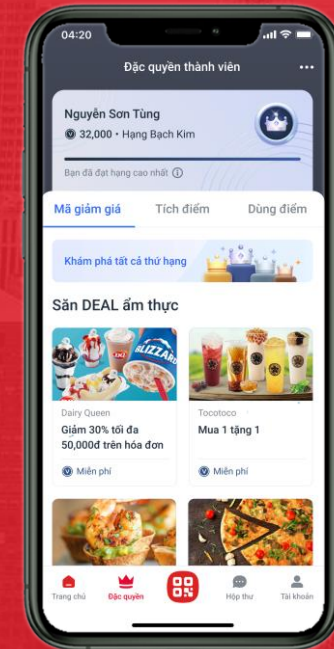 04:20
Đặc quyền thành viên
Nguyễn Sơn Tùng
32,000 • Hạng Bạch Kim
Bạn đã đạt hạng cao nhất
Mã giảm giá Tích điểm Dùng điểm
Khám phá tất cả thứ hạng
Săn DEAL ẩm thực
DQ BLIZZARD
Dairy Queen
Giảm 30% tối đa
50,000đ trên hóa đơn
Miễn phí
Tocotoco
Mua 1 tặng 1
Miễn phí
Trang chủ Đặc quyền Hộp thư Tài khoản